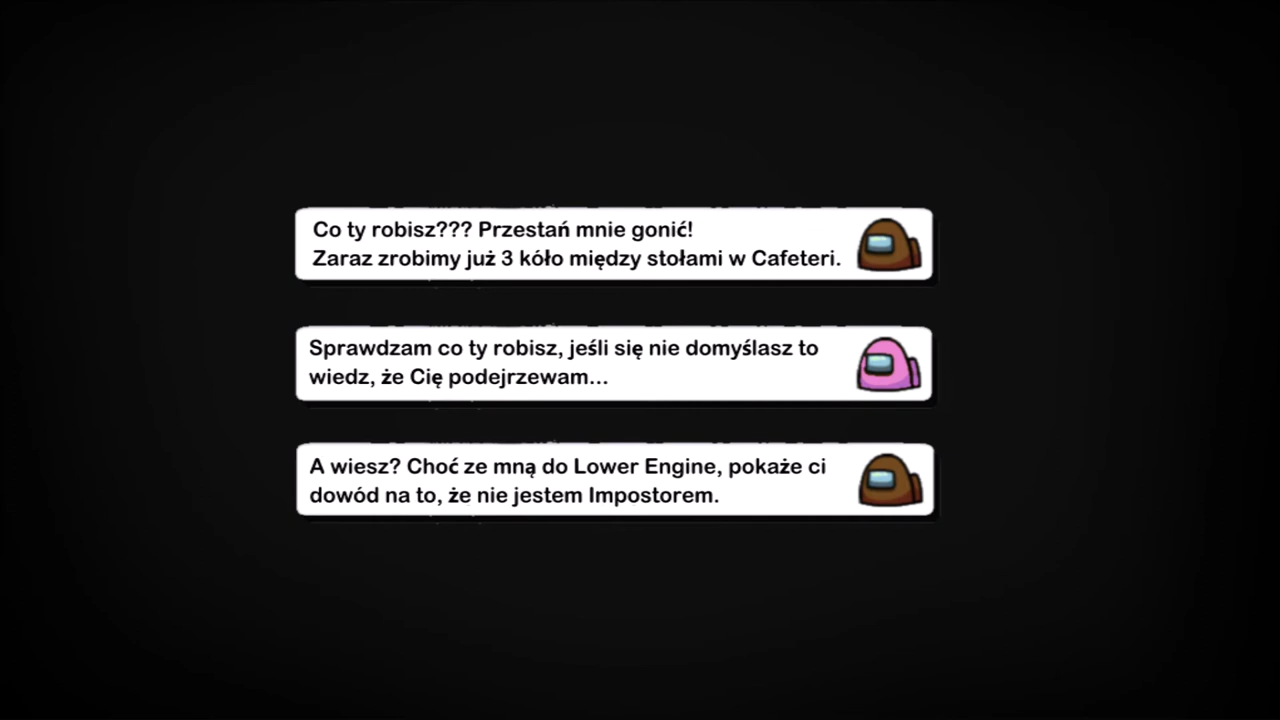 Co ty robisz??? Przestań mnie gonić!
Zaraz zrobimy już 3 kóło między stołami w Cafeteri.
Sprawdzam co ty robisz, jeśli się nie domyślasz to
wiedz, że Cię podejrzewam...
A wiesz? Choć ze mną do Lower Engine, pokaże ci
dowód na to, że nie jestem Impostorem.